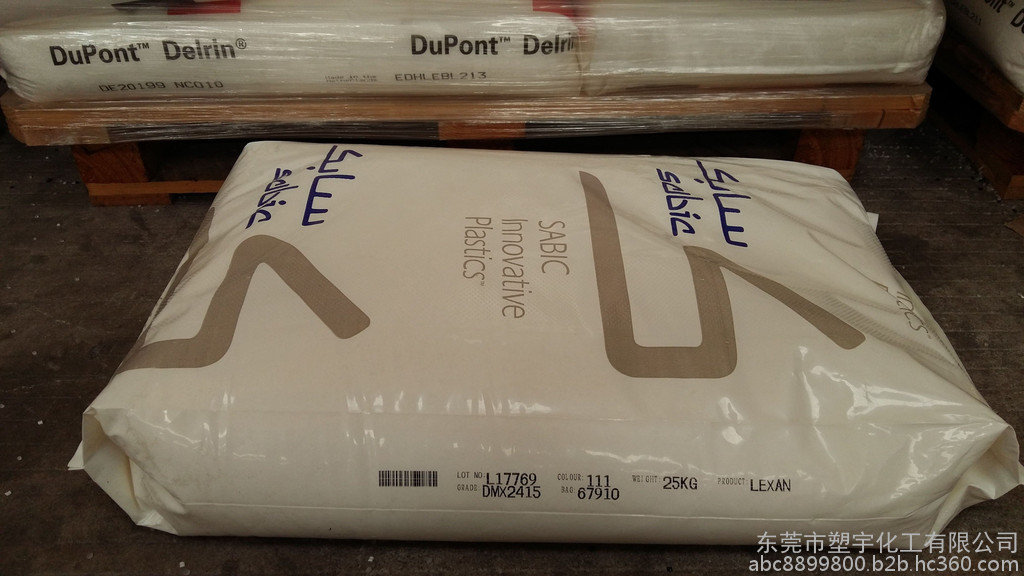 DuPont™ Delrin®
DuPont™ Delrin
DE20199 NC010
EOHLEBL213
سابك
sabic
سابك
sabic
SABIC
Innovative
Plastics™
LOT NO L17769 COLOUR: 111 WEIGHT: 25KG PRODUCT: LEXAN
GRADE: DMX2415 67910
东莞市塑宇化工有限公司
abc8899800.b2b.hc360.com